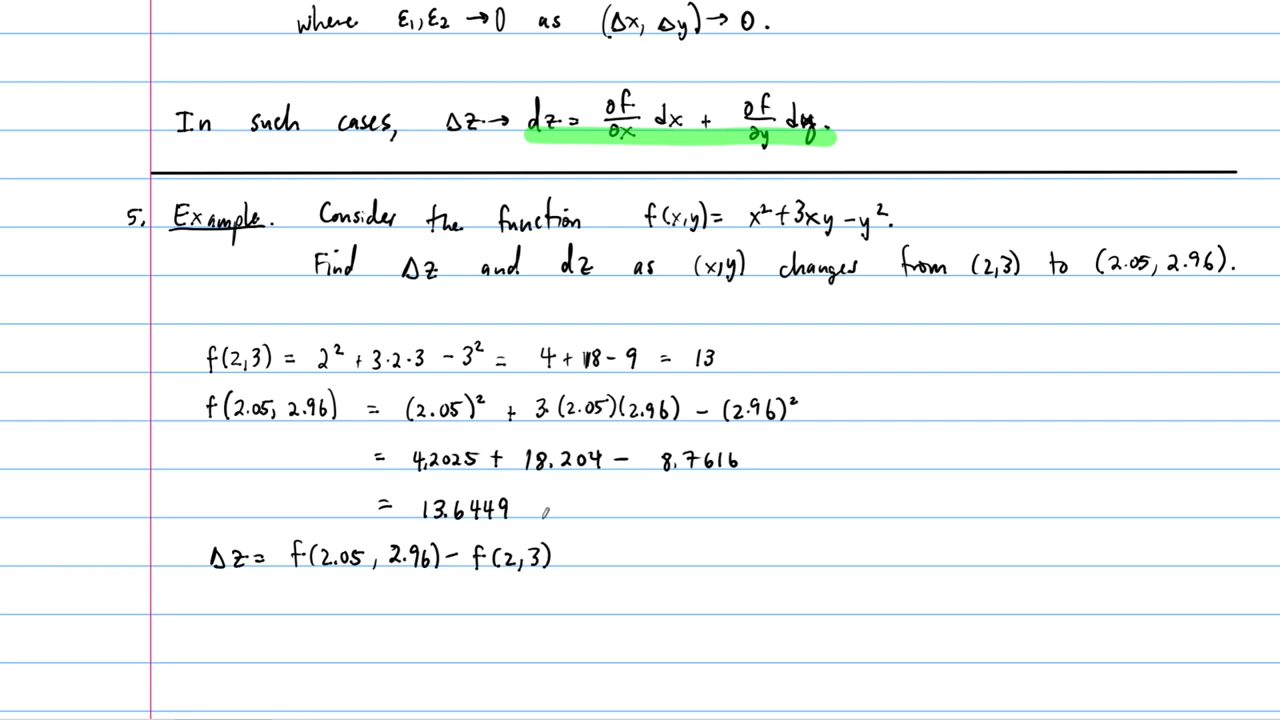 where ε₁, ε₂ → 0 as (Δx, Δy) → 0.
In such cases, Δz → dz = ∂f/∂x dx + ∂f/∂y dy.
5. Example. Consider the function f(x,y) = x² + 3xy − y².
Find Δz and dz as (x,y) changes from (2,3) to (2.05, 2.96).
f(2,3) = 2² + 3·2·3 − 3² = 4 + 18 − 9 = 13
f(2.05, 2.96) = (2.05)² + 3·(2.05)(2.96) − (2.96)²
= 4.2025 + 18.204 − 8.7616
= 13.6449
Δz = f(2.05, 2.96) − f(2,3)